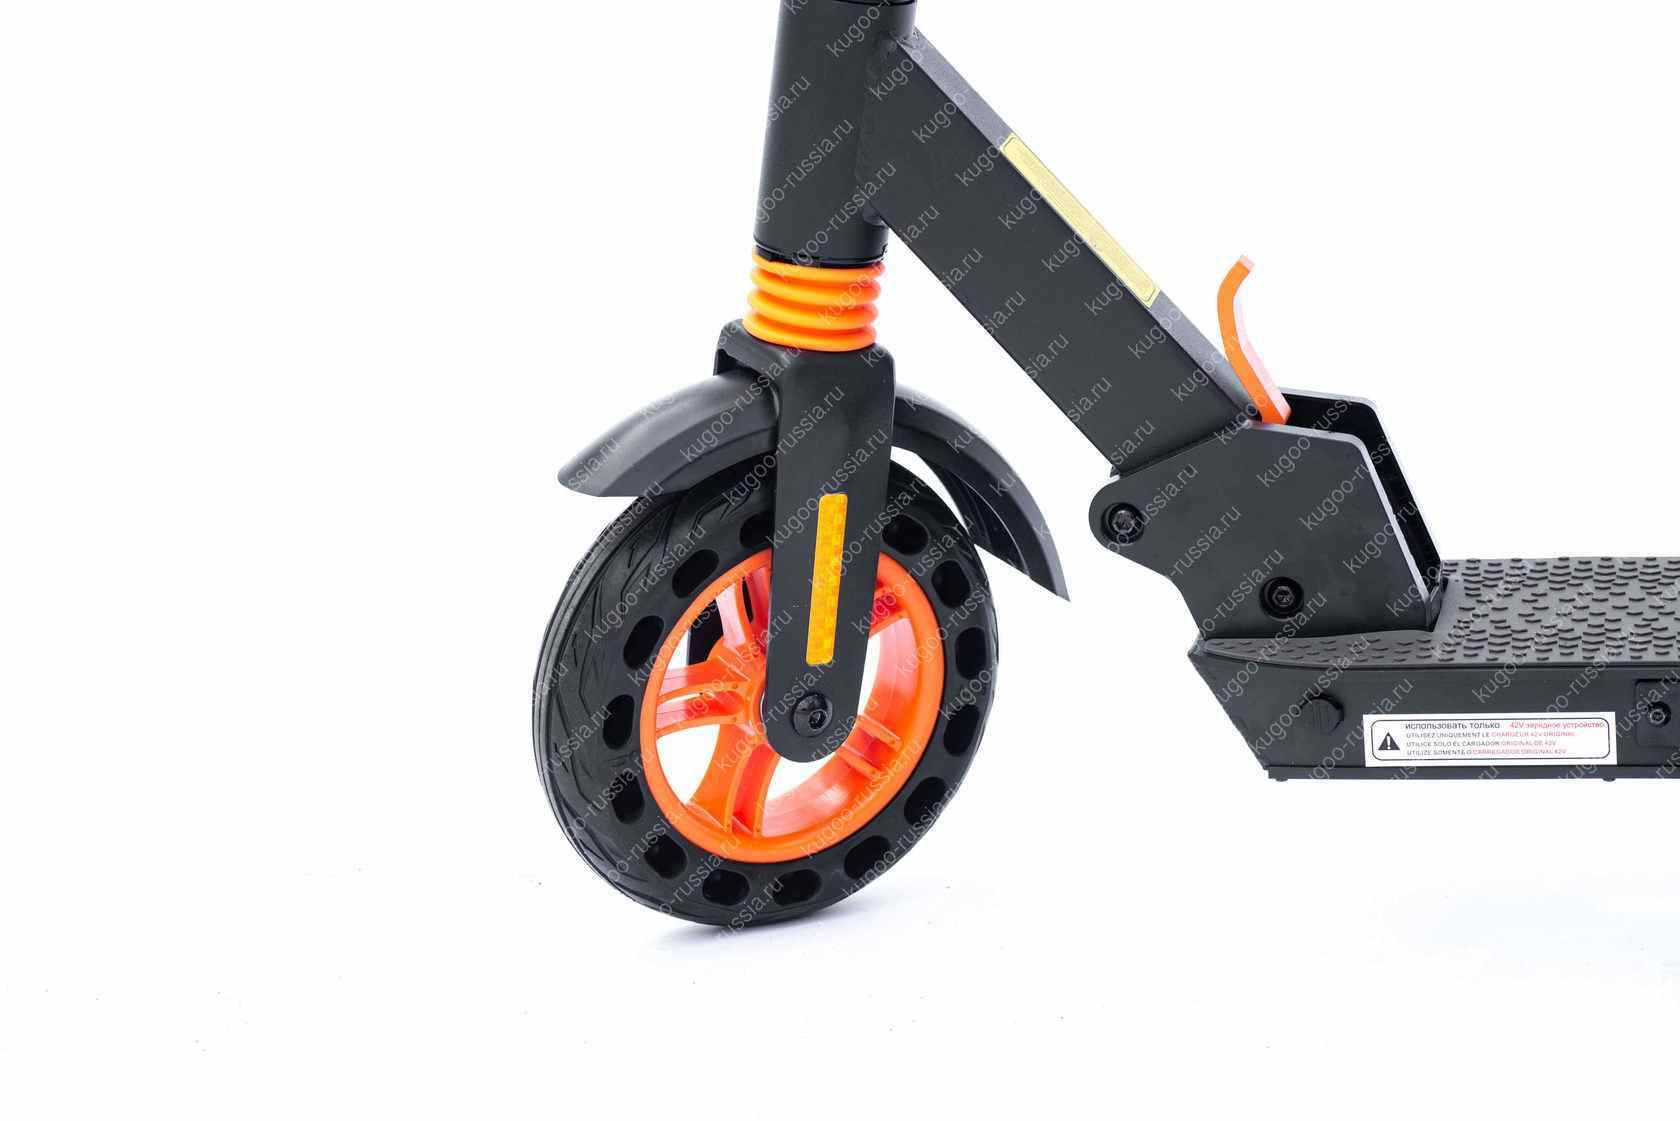 kugoo-russia.ru
использовать только 42V зарядное устройство
UTILISEZ UNIQUEMENT LE CHARGEUR 42V ORIGINAL
UTILICE SOLO EL CARGADOR ORIGINAL DE 42V
UTILIZE SOMENTE O CARREGADOR ORIGINAL 42V